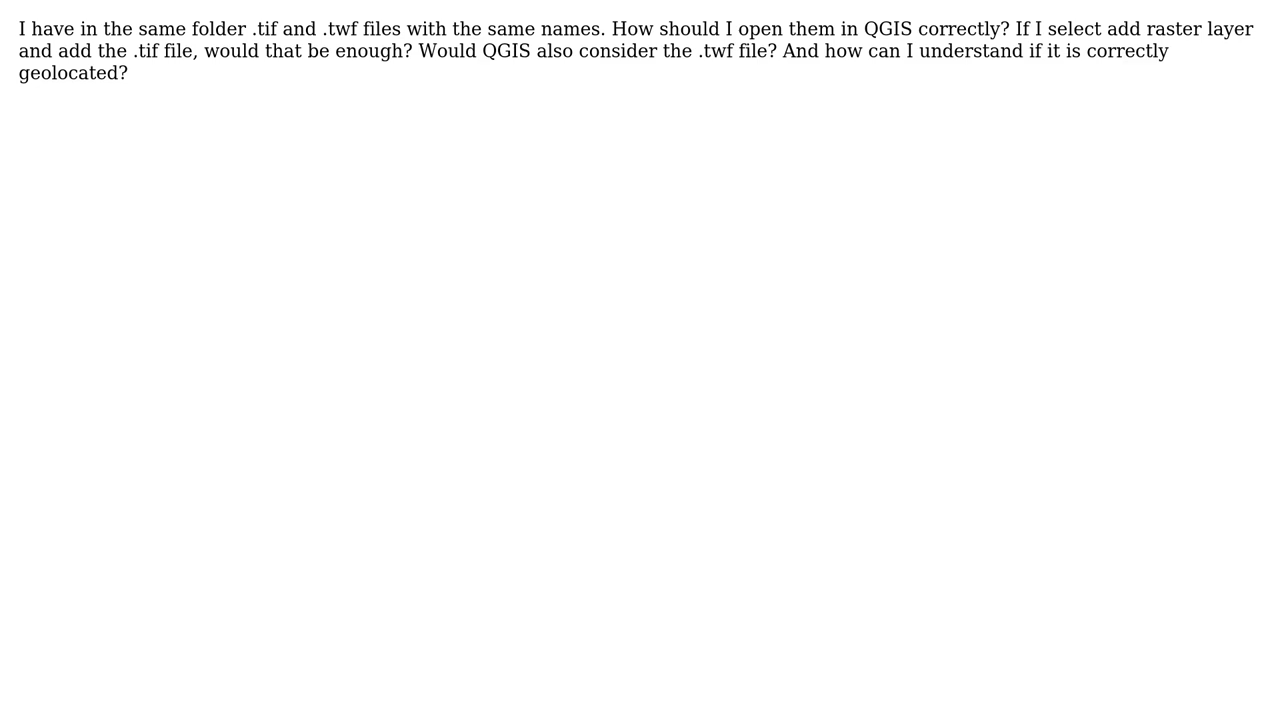 I have in the same folder .tif and .twf files with the same names. How should I open them in QGIS correctly? If I select add raster layer
and add the .tif file, would that be enough? Would QGIS also consider the .twf file? And how can I understand if it is correctly
geolocated?